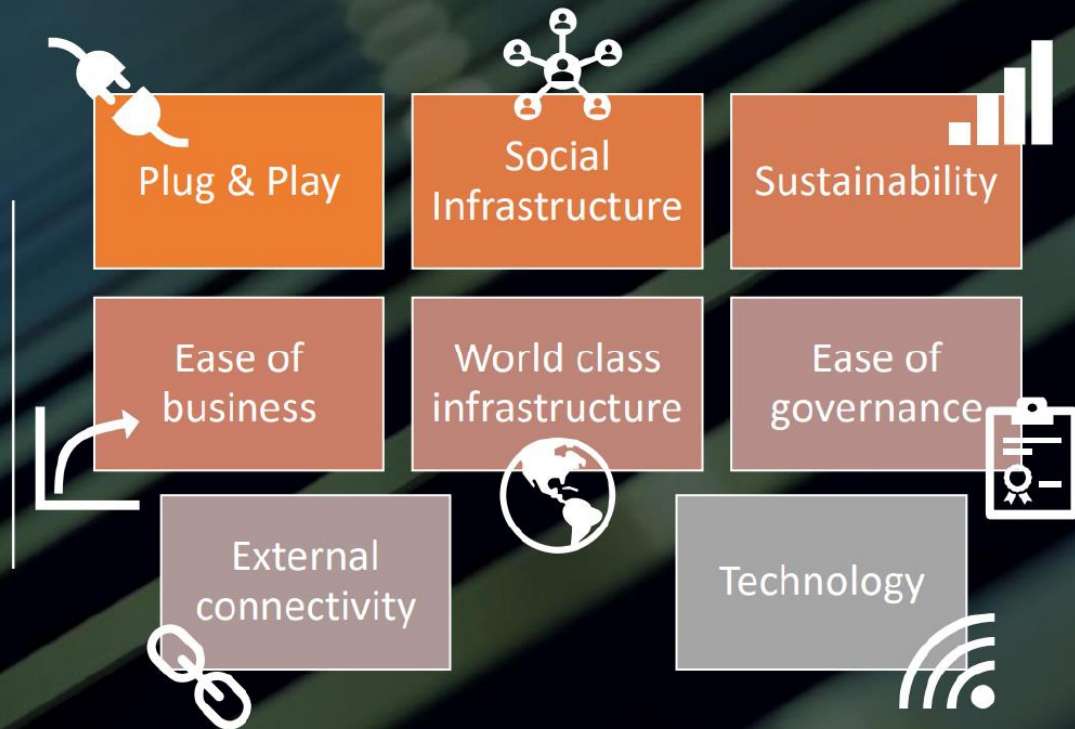 Plug & Play
Social
Infrastructure
Sustainability
Ease of
business
World class
infrastructure
Ease of
governance
External
connectivity
Technology